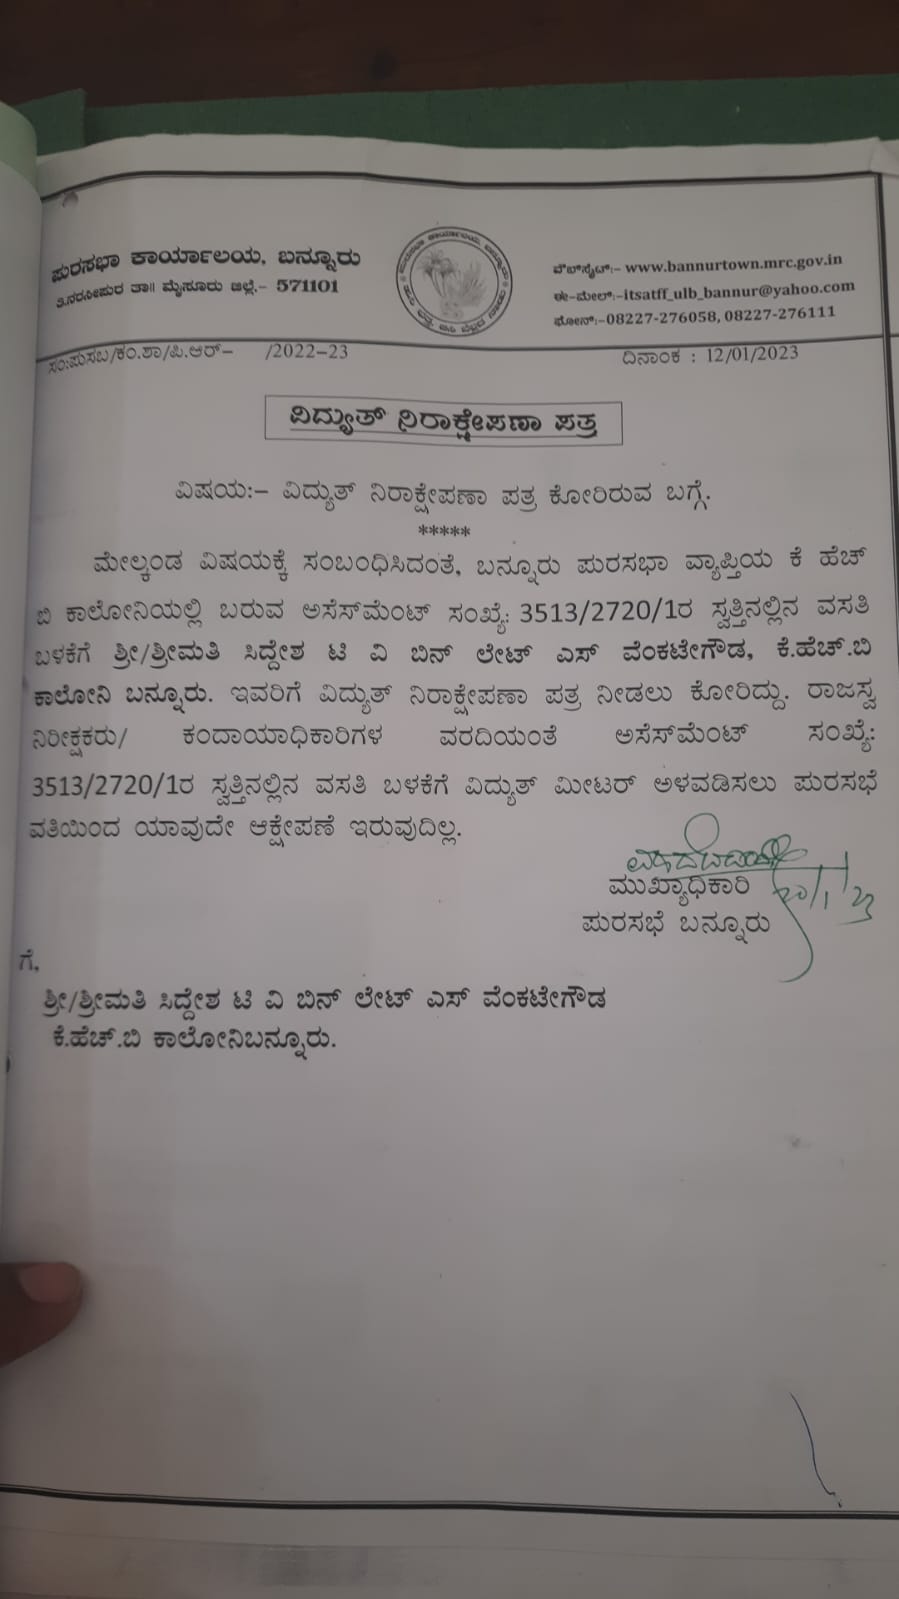 ಪುರಸಭಾ ಕಾರ್ಯಾಲಯ, ಬನ್ನೂರು
ತಿ.ನರಸೀಪುರ ತಾ|| ಮೈಸೂರು ಜಿಲ್ಲೆ.- 571101
ವೆಬ್‌ಸೈಟ್:- www.bannurtown.mrc.gov.in
ಈ-ಮೇಲ್:-itsatff_ulb_bannur@yahoo.com
ಫೋನ್:-08227-276058, 08227-276111
ಸಂ:ಪುಸಬ/ಕಂ.ಶಾ/ಪಿ.ಆರ್- /2022-23
ದಿನಾಂಕ : 12/01/2023
ವಿದ್ಯುತ್ ನಿರಾಕ್ಷೇಪಣಾ ಪತ್ರ
ವಿಷಯ:- ವಿದ್ಯುತ್ ನಿರಾಕ್ಷೇಪಣಾ ಪತ್ರ ಕೋರಿರುವ ಬಗ್ಗೆ.
*****
ಮೇಲ್ಕಂಡ ವಿಷಯಕ್ಕೆ ಸಂಬಂಧಿಸಿದಂತೆ, ಬನ್ನೂರು ಪುರಸಭಾ ವ್ಯಾಪ್ತಿಯ ಕೆ ಹೆಚ್
ಬಿ ಕಾಲೋನಿಯಲ್ಲಿ ಬರುವ ಅಸೆಸ್‌ಮೆಂಟ್ ಸಂಖ್ಯೆ: 3513/2720/1ರ ಸ್ವತ್ತಿನಲ್ಲಿನ ವಸತಿ
ಬಳಕೆಗೆ ಶ್ರೀ/ಶ್ರೀಮತಿ ಸಿದ್ದೇಶ ಟಿ ವಿ ಬಿನ್ ಲೇಟ್ ಎಸ್ ವೆಂಕಟೇಗೌಡ, ಕೆ.ಹೆಚ್.ಬಿ
ಕಾಲೋನಿ ಬನ್ನೂರು. ಇವರಿಗೆ ವಿದ್ಯುತ್ ನಿರಾಕ್ಷೇಪಣಾ ಪತ್ರ ನೀಡಲು ಕೋರಿದ್ದು. ರಾಜಸ್ವ
ನಿರೀಕ್ಷಕರು/ ಕಂದಾಯಾಧಿಕಾರಿಗಳ ವರದಿಯಂತೆ ಅಸೆಸ್‌ಮೆಂಟ್ ಸಂಖ್ಯೆ:
3513/2720/1ರ ಸ್ವತ್ತಿನಲ್ಲಿನ ವಸತಿ ಬಳಕೆಗೆ ವಿದ್ಯುತ್ ಮೀಟರ್ ಅಳವಡಿಸಲು ಪುರಸಭೆ
ವತಿಯಿಂದ ಯಾವುದೇ ಆಕ್ಷೇಪಣೆ ಇರುವುದಿಲ್ಲ.
ಮುಖ್ಯಾಧಿಕಾರಿ
ಪುರಸಭೆ ಬನ್ನೂರು
ಗೆ,
ಶ್ರೀ/ಶ್ರೀಮತಿ ಸಿದ್ದೇಶ ಟಿ ವಿ ಬಿನ್ ಲೇಟ್ ಎಸ್ ವೆಂಕಟೇಗೌಡ
ಕೆ.ಹೆಚ್.ಬಿ ಕಾಲೋನಿಬನ್ನೂರು.